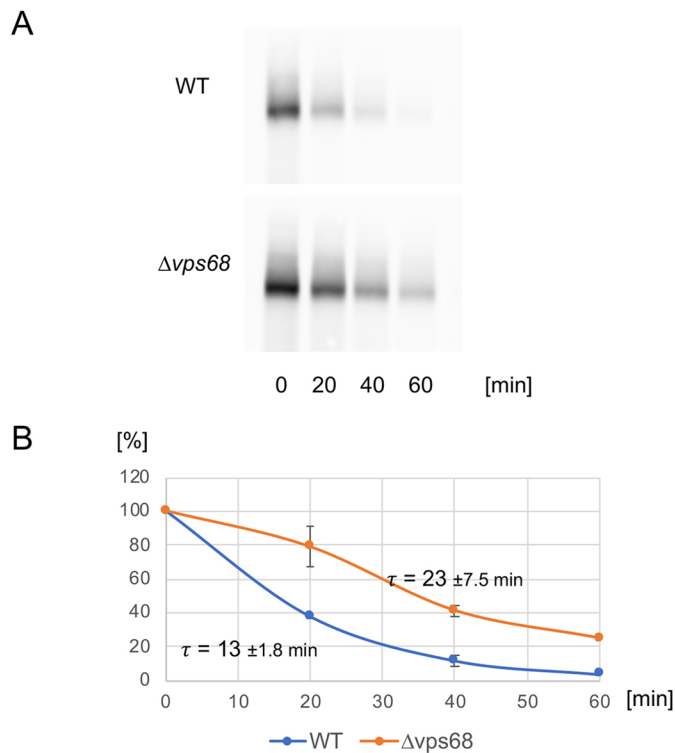 A
WT
Δvps68
0 20 40 60 [min]
B
[%]
120
100
80
60
40
20
0
τ = 23 ±7.5 min
τ = 13 ±1.8 min
0 10 20 30 40 50 60 [min]
WT Δvps68